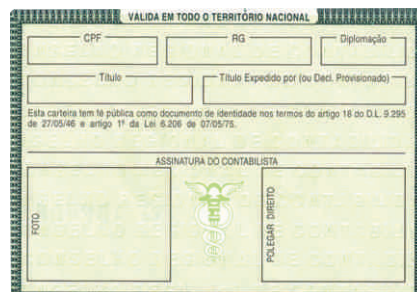 VÁLIDA EM TODO O TERRITÓRIO NACIONAL
CPF
RG
Diplomação
Título
Título Expedido por (ou Decl. Provisionado)
Esta carteira tem fé pública como documento de identidade nos termos do artigo 18 do D.L. 9.295
de 27/05/46 e artigo 1º da Lei 6.206 de 07/05/75.
ASSINATURA DO CONTABILISTA
FOTO
POLEGAR DIREITO